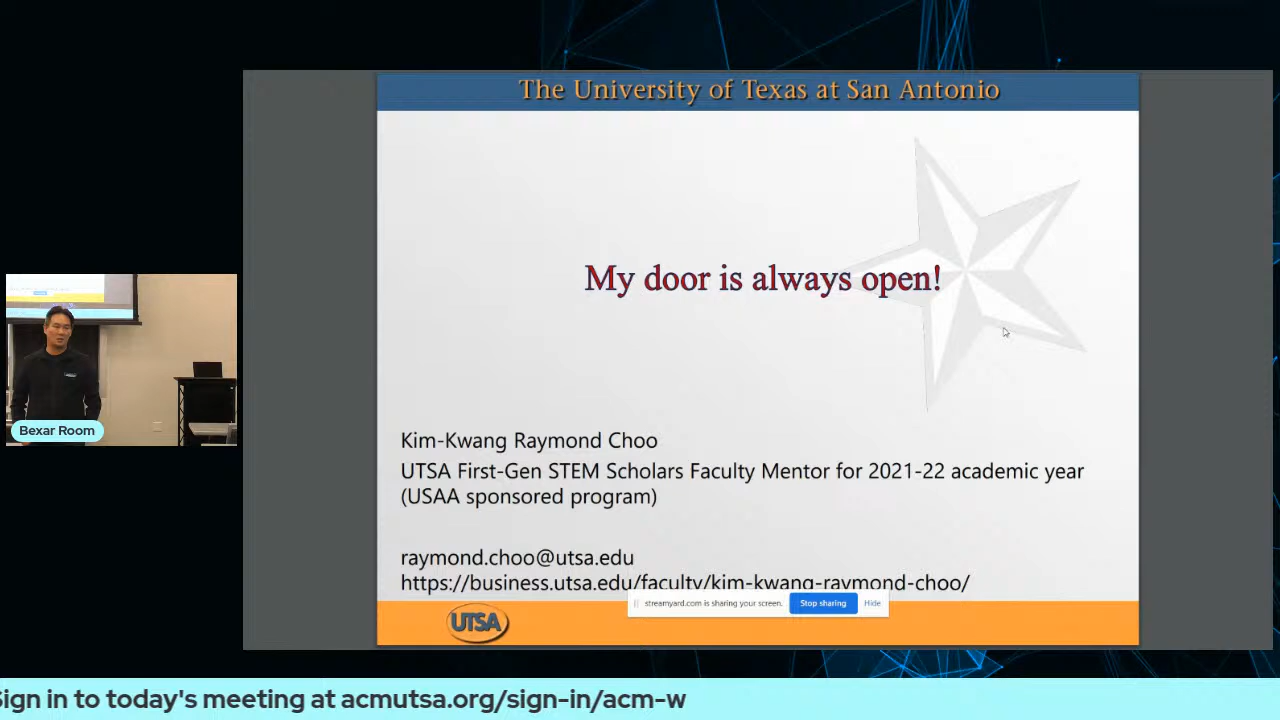 The University of Texas at San Antonio
My door is always open!
Kim-Kwang Raymond Choo
UTSA First-Gen STEM Scholars Faculty Mentor for 2021-22 academic year
(USAA sponsored program)
raymond.choo@utsa.edu
https://business.utsa.edu/faculty/kim-kwang-raymond-choo/
streamyard.com is sharing your screen.
Stop sharing
Hide
UTSA
Bexar Room
Sign in to today's meeting at acmutsa.org/sign-in/acm-w